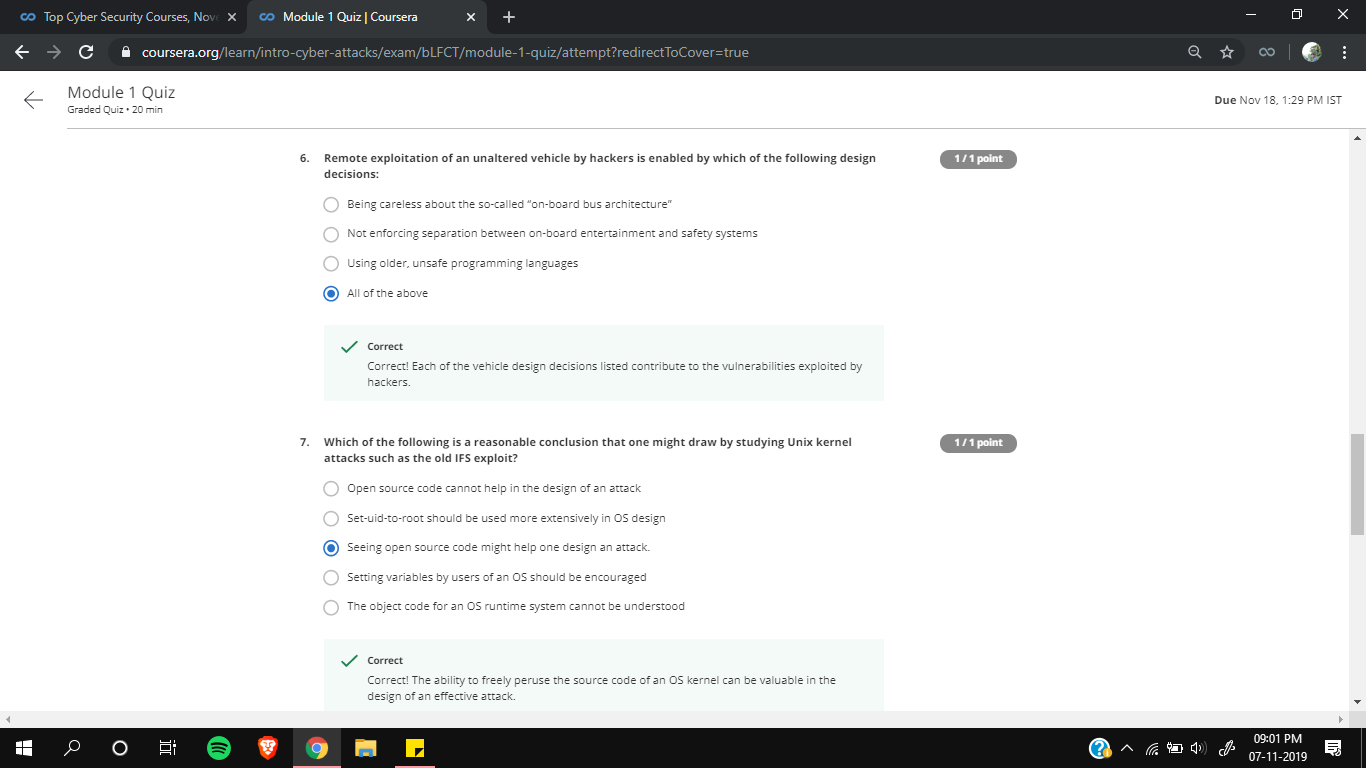 Top Cyber Security Courses, Nove
Module 1 Quiz | Coursera
coursera.org/learn/intro-cyber-attacks/exam/bLFCT/module-1-quiz/attempt?redirectToCover=true
Module 1 Quiz
Graded Quiz • 20 min
Due Nov 18, 1:29 PM IST
6. Remote exploitation of an unaltered vehicle by hackers is enabled by which of the following design
decisions:
1 / 1 point
Being careless about the so-called “on-board bus architecture”
Not enforcing separation between on-board entertainment and safety systems
Using older, unsafe programming languages
All of the above
Correct
Correct! Each of the vehicle design decisions listed contribute to the vulnerabilities exploited by
hackers.
7. Which of the following is a reasonable conclusion that one might draw by studying Unix kernel
attacks such as the old IFS exploit?
1 / 1 point
Open source code cannot help in the design of an attack
Set-uid-to-root should be used more extensively in OS design
Seeing open source code might help one design an attack.
Setting variables by users of an OS should be encouraged
The object code for an OS runtime system cannot be understood
Correct
Correct! The ability to freely peruse the source code of an OS kernel can be valuable in the
design of an effective attack.
09:01 PM
07-11-2019